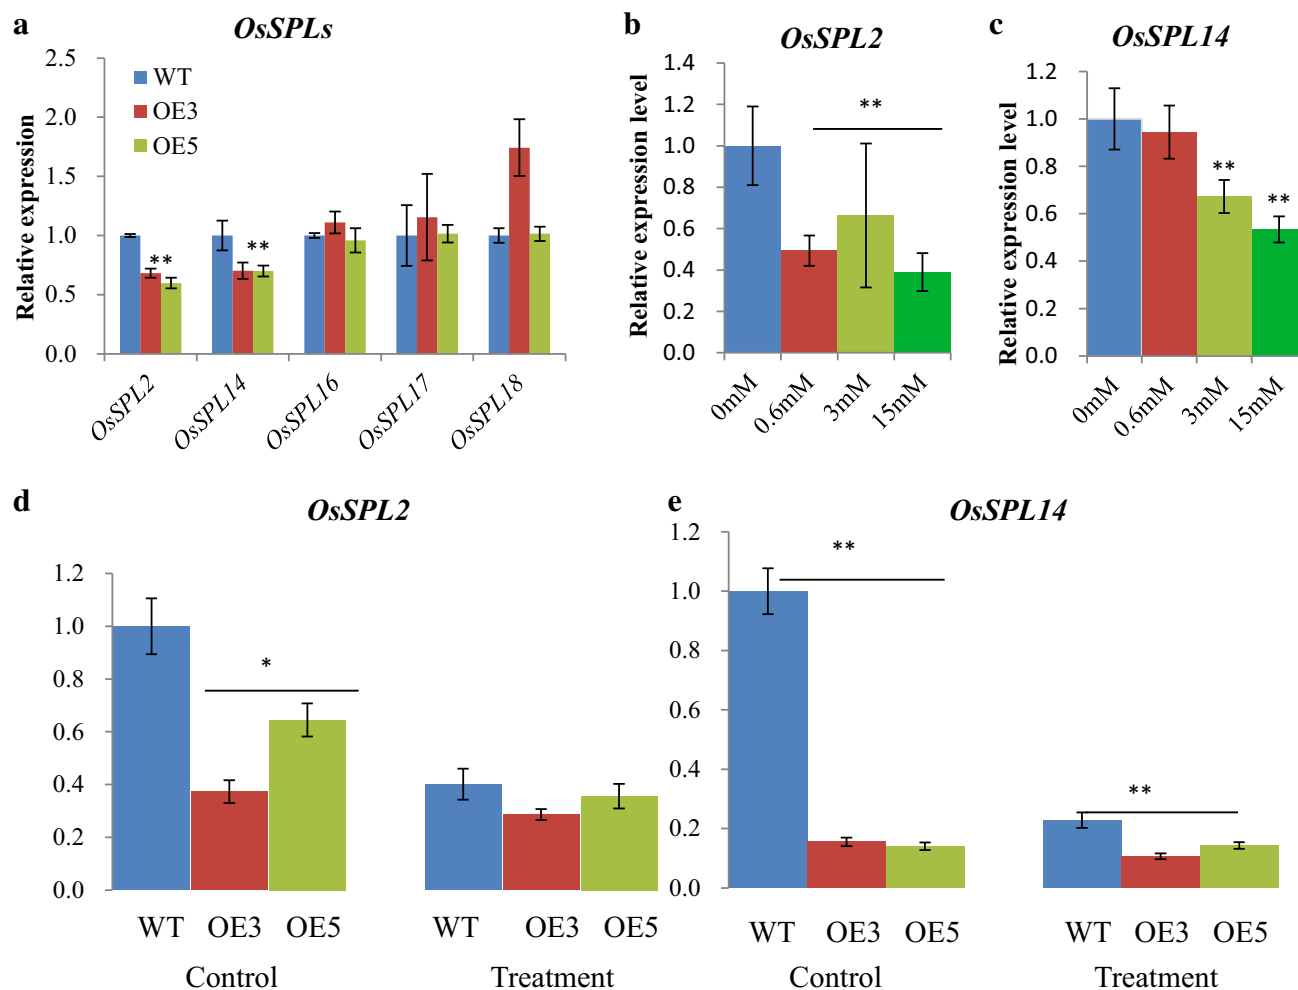 a
OsSPLs
Relative expression
2.5
2.0
1.5
1.0
0.5
0.0
WT
OE3
OE5
**
**
OsSPL2
OsSPL14
OsSPL16
OsSPL17
OsSPL18
b
OsSPL2
Relative expression level
1.4
1.2
1.0
0.8
0.6
0.4
0.2
0.0
**
0mM
0.6mM
3mM
15mM
c
OsSPL14
Relative expression level
1.2
1.0
0.8
0.6
0.4
0.2
0.0
**
**
0mM
0.6mM
3mM
15mM
d
OsSPL2
1.2
1.0
0.8
0.6
0.4
0.2
0.0
*
WT OE3 OE5 WT OE3 OE5
Control Treatment
e
OsSPL14
1.2
1.0
0.8
0.6
0.4
0.2
0.0
**
**
WT OE3 OE5 WT OE3 OE5
Control Treatment